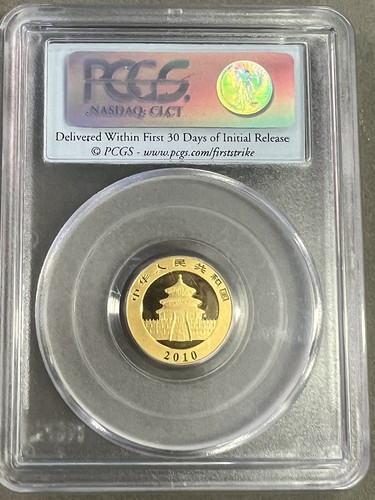 PCGS.
NASDAQ: CLCT
Delivered Within First 30 Days of Initial Release
© PCGS - www.pcgs.com/firststrike
中华人民共和国
2010